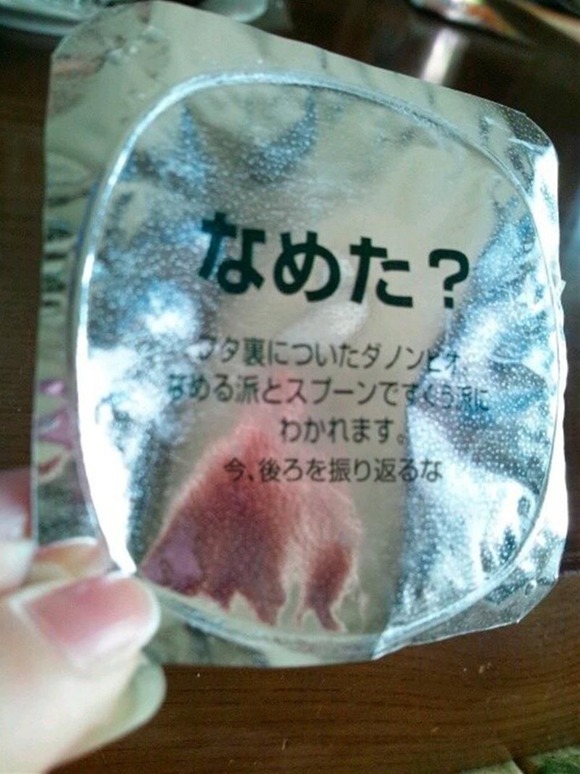 なめた?
フタ裏についたダノンビオ
なめる派とスプーンですくう派に
わかれます。
今、後ろを振り返るな